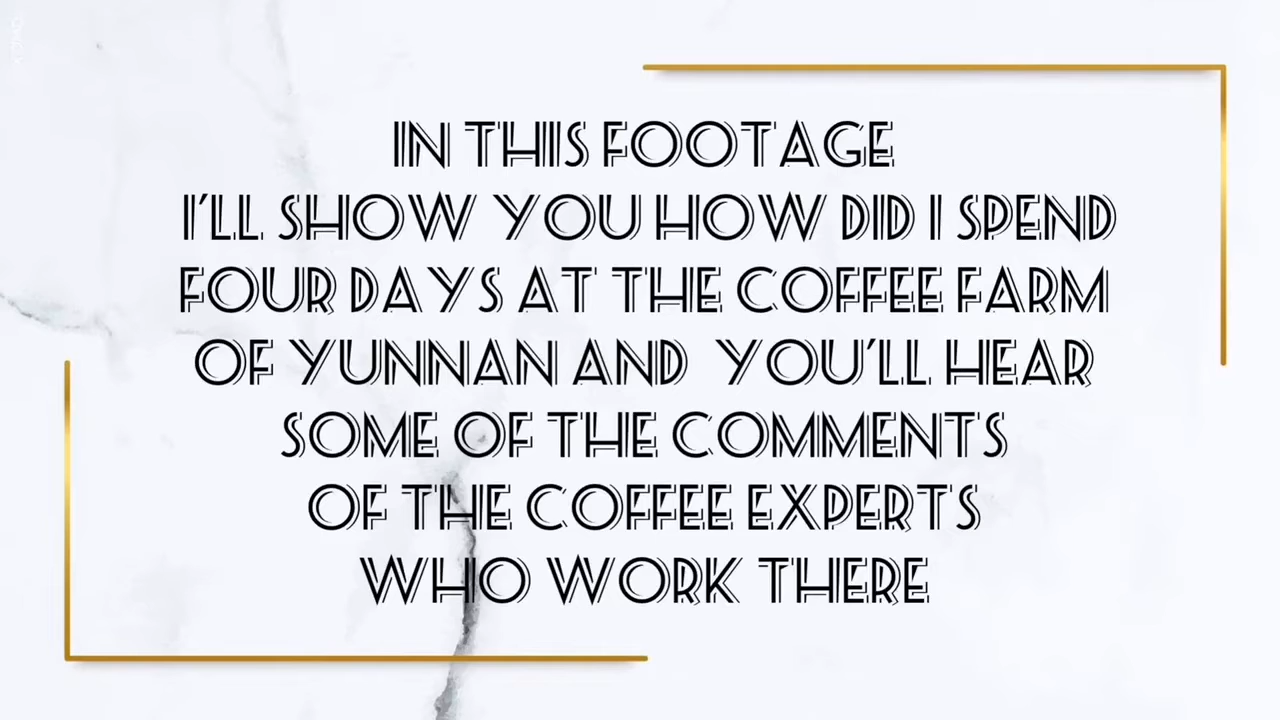 IN THIS FOOTAGE
I'LL SHOW YOU HOW DID I SPEND
FOUR DAYS AT THE COFFEE FARM
OF YUNNAN AND YOU'LL HEAR
SOME OF THE COMMENTS
OF THE COFFEE EXPERTS
WHO WORK THERE